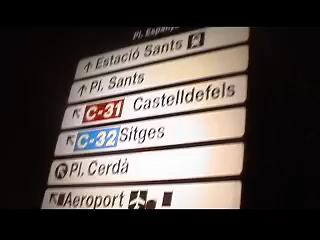 Pl. Espanya
Estació Sants
Pl. Sants
C-31 Castelldefels
C-32 Sitges
Pl. Cerdà
Aeroport